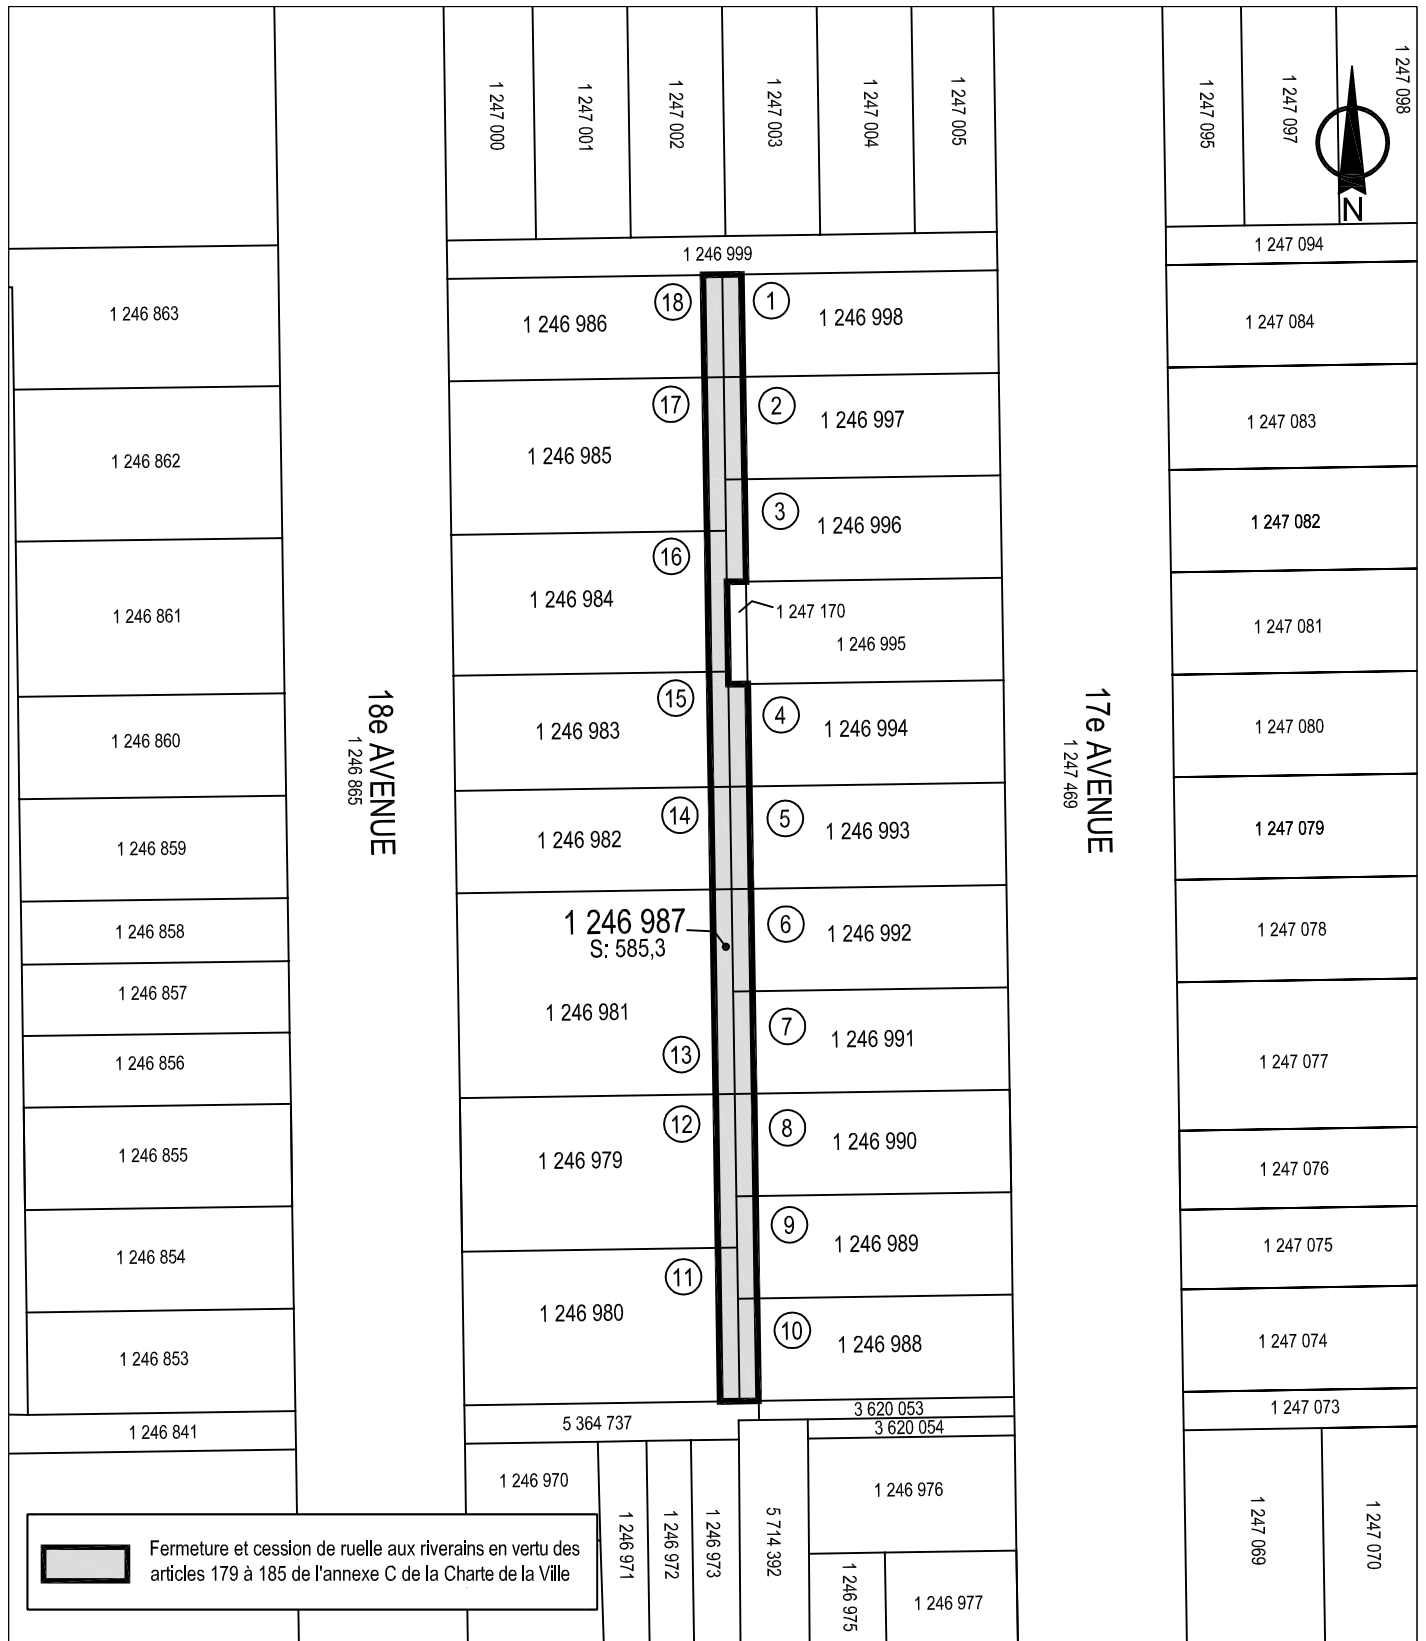 1 247 000
1 247 001
1 247 002
1 247 003
1 247 004
1 247 005
1 247 095
1 247 097
1 247 098
N
1 246 999
1 247 094
1 246 863
1 246 862
1 246 861
1 246 860
1 246 859
1 246 858
1 246 857
1 246 856
1 246 855
1 246 854
1 246 853
1 246 841
18e AVENUE
1 246 865
1 246 986
18
1 246 985
17
16
1 246 984
15
1 246 983
14
1 246 982
1 246 987
S: 585,3
1 246 981
13
12
1 246 979
11
1 246 980
1
1 246 998
2
1 246 997
3
1 246 996
1 247 170
1 246 995
4
1 246 994
5
1 246 993
6
1 246 992
7
1 246 991
8
1 246 990
9
1 246 989
10
1 246 988
17e AVENUE
1 247 469
1 247 084
1 247 083
1 247 082
1 247 081
1 247 080
1 247 079
1 247 078
1 247 077
1 247 076
1 247 075
1 247 074
1 247 073
5 364 737
3 620 053
3 620 054
1 246 970
1 246 971
1 246 972
1 246 973
5 714 392
1 246 976
1 246 975
1 246 977
1 247 069
1 247 070
Fermeture et cession de ruelle aux riverains en vertu des
articles 179 à 185 de l'annexe C de la Charte de la Ville